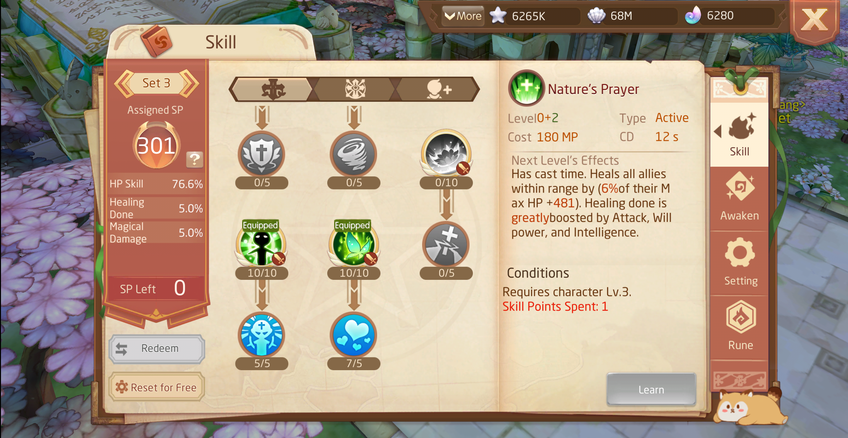 More
6265K
68M
6280
Skill
Set 3
Assigned SP
301
?
HP Skill 76.6%
Healing
Done 5.0%
Magical
Damage 5.0%
SP Left 0
Redeem
Reset for Free
0/5
0/5
0/10
Equipped
Equipped
10/10
10/10
0/5
5/5
7/5
Nature's Prayer
Level0+2 Type Active
Cost 180 MP CD 12 s
Next Level's Effects
Has cast time. Heals all allies
within range by (6%of their M
ax HP +481). Healing done is
greatlyboosted by Attack, Will
power, and Intelligence.
Conditions
Requires character Lv.3.
Skill Points Spent: 1
Learn
Skill
Awaken
Setting
Rune